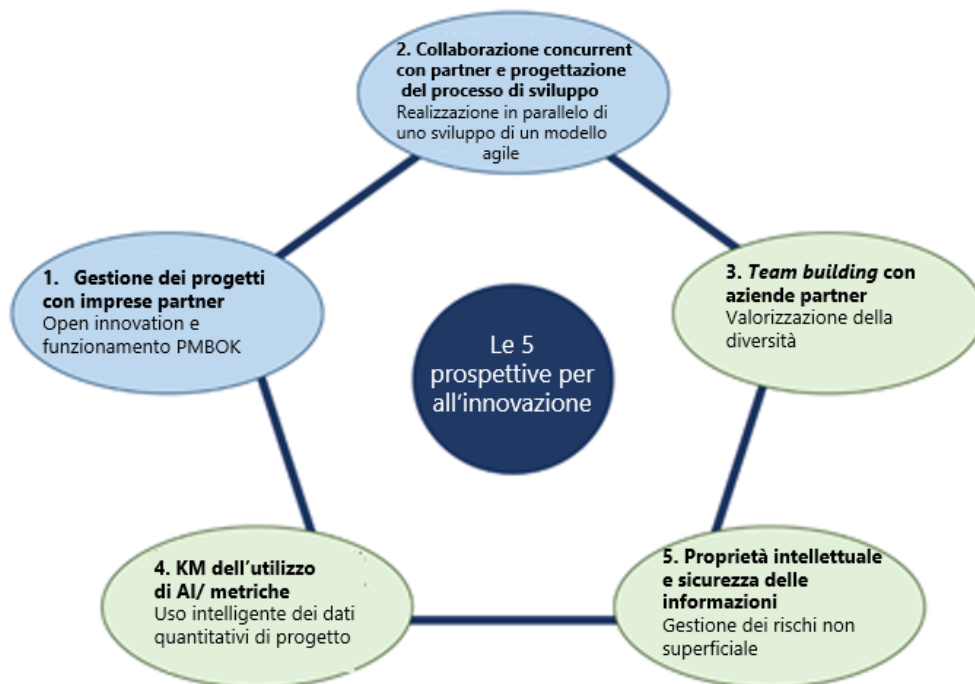 2. Collaborazione concurrent
con partner e progettazione
del processo di sviluppo
Realizzazione in parallelo di
uno sviluppo di un modello
agile
1. Gestione dei progetti
con imprese partner
Open innovation e
funzionamento PMBOK
3. Team building con
aziende partner
Valorizzazione della
diversità
Le 5
prospettive per
all’innovazione
4. KM dell’utilizzo
di AI/ metriche
Uso intelligente dei dati
quantitativi di progetto
5. Proprietà intellettuale
e sicurezza delle
informazioni
Gestione dei rischi non
superficiale